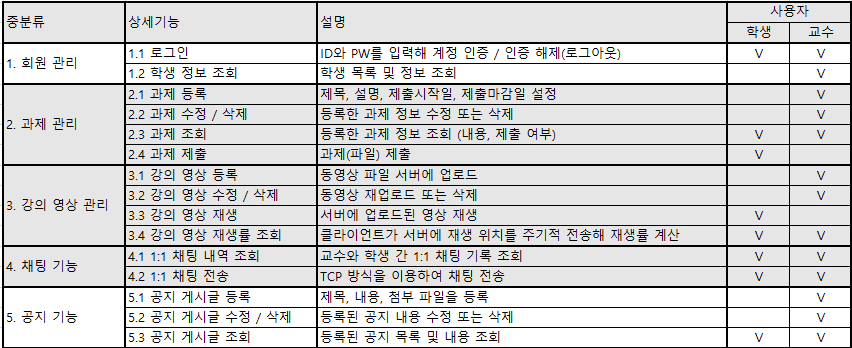 중분류 상세기능 설명 사용자
학생 교수
1. 회원 관리 1.1 로그인 ID와 PW를 입력해 계정 인증 / 인증 해제(로그아웃) V V
1.2 학생 정보 조회 학생 목록 및 정보 조회 V
2. 과제 관리 2.1 과제 등록 제목, 설명, 제출시작일, 제출마감일 설정 V
2.2 과제 수정 / 삭제 등록한 과제 정보 수정 또는 삭제 V
2.3 과제 조회 등록한 과제 정보 조회 (내용, 제출 여부) V V
2.4 과제 제출 과제(파일) 제출 V
3. 강의 영상 관리 3.1 강의 영상 등록 동영상 파일 서버에 업로드 V
3.2 강의 영상 수정 / 삭제 동영상 재업로드 또는 삭제 V
3.3 강의 영상 재생 서버에 업로드된 영상 재생 V
3.4 강의 영상 재생률 조회 클라이언트가 서버에 재생 위치를 주기적 전송해 재생률 계산 V V
4. 채팅 기능 4.1 1:1 채팅 내역 조회 교수와 학생 간 1:1 채팅 기록 조회 V V
4.2 1:1 채팅 전송 TCP 방식을 이용하여 채팅 전송 V V
5. 공지 기능 5.1 공지 게시글 등록 제목, 내용, 첨부 파일을 등록 V
5.2 공지 게시글 수정 / 삭제 등록된 공지 내용 수정 또는 삭제 V
5.3 공지 게시글 조회 등록된 공지 목록 및 내용 조회 V V